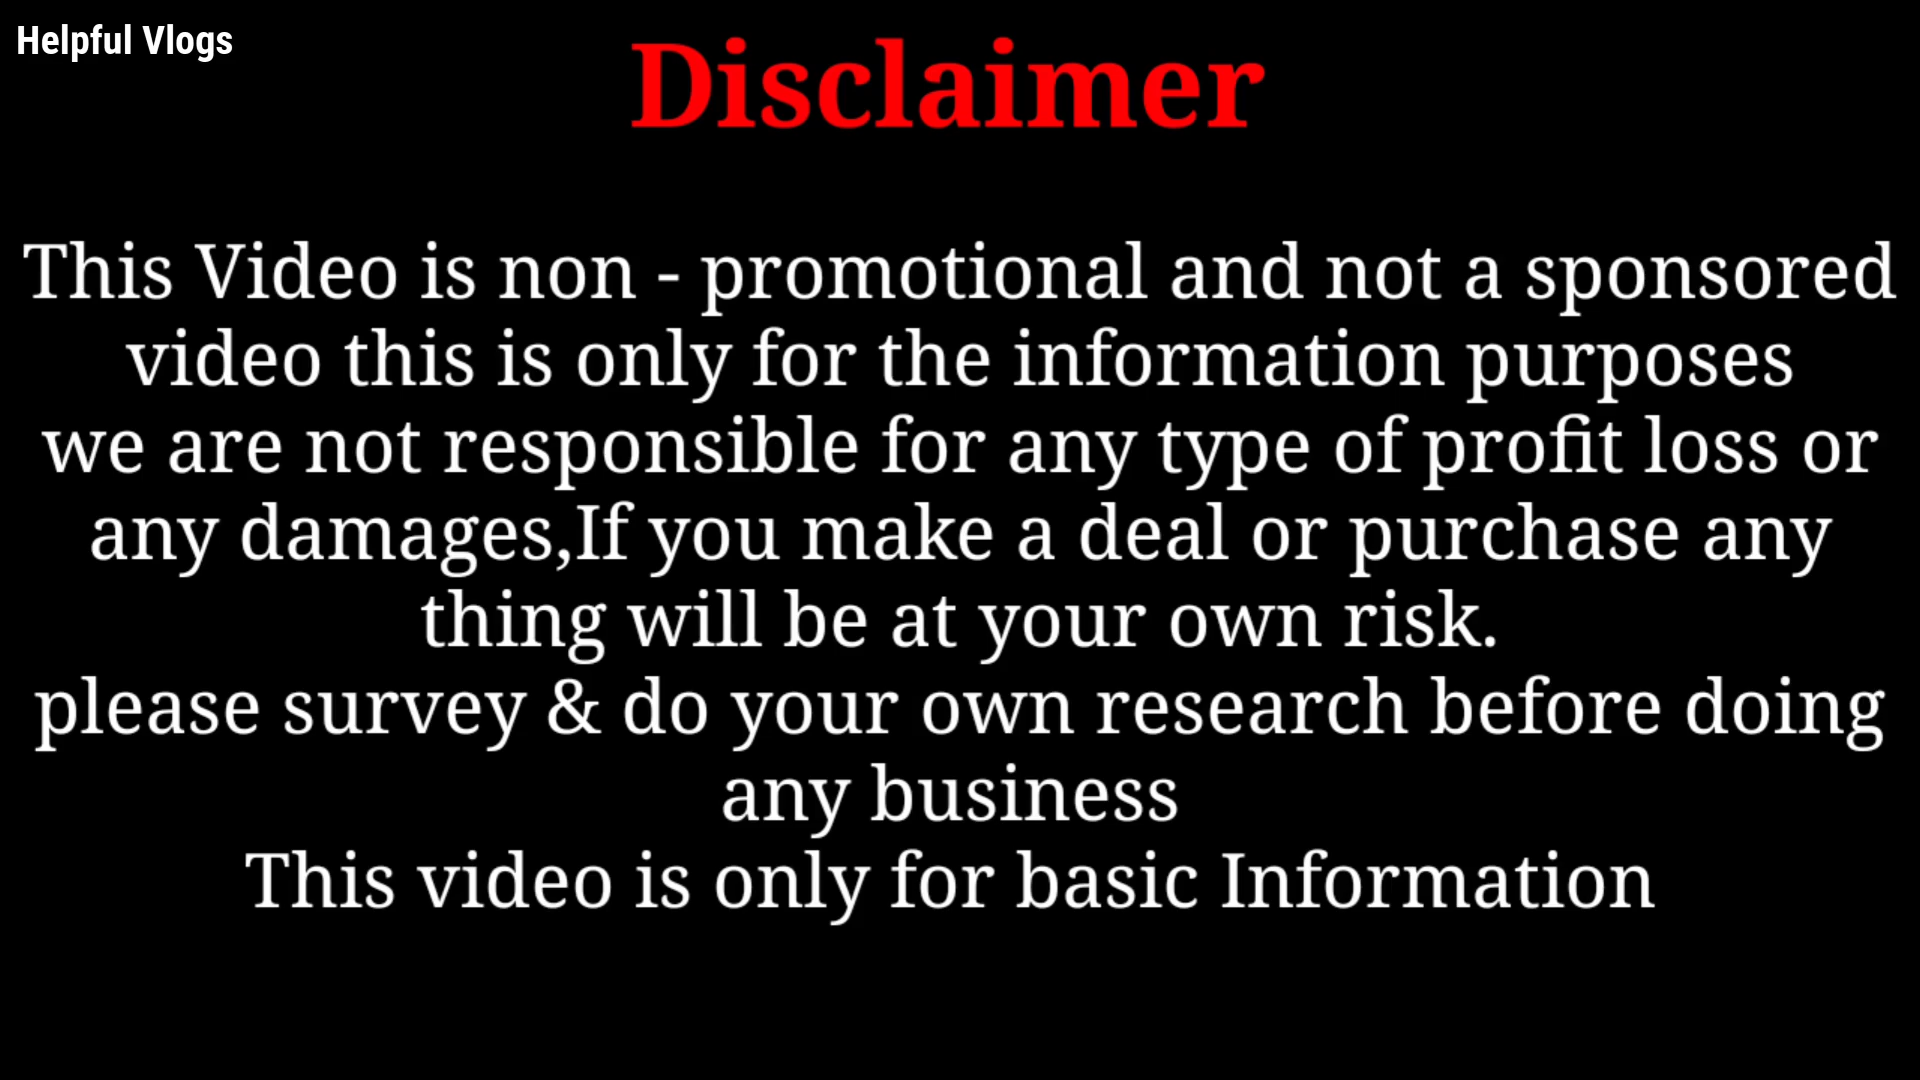 Helpful Vlogs
Disclaimer
This Video is non - promotional and not a sponsored
video this is only for the information purposes
we are not responsible for any type of profit loss or
any damages,If you make a deal or purchase any
thing will be at your own risk.
please survey & do your own research before doing
any business
This video is only for basic Information